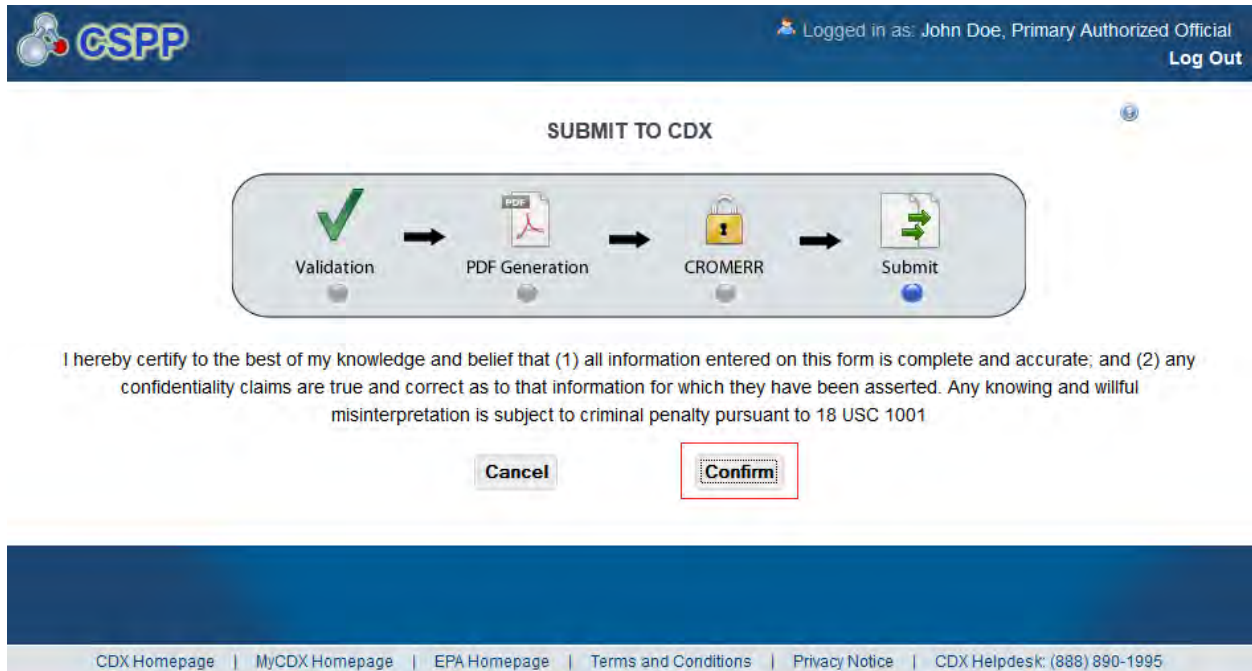 CSPP
Logged in as: John Doe, Primary Authorized Official
Log Out
SUBMIT TO CDX
PDF
Validation
PDF Generation
CROMERR
Submit
I hereby certify to the best of my knowledge and belief that (1) all information entered on this form is complete and accurate; and (2) any
confidentiality claims are true and correct as to that information for which they have been asserted. Any knowing and willful
misinterpretation is subject to criminal penalty pursuant to 18 USC 1001
Cancel
Confirm
CDX Homepage | MyCDX Homepage | EPA Homepage | Terms and Conditions | Privacy Notice | CDX Helpdesk: (888) 890-1995